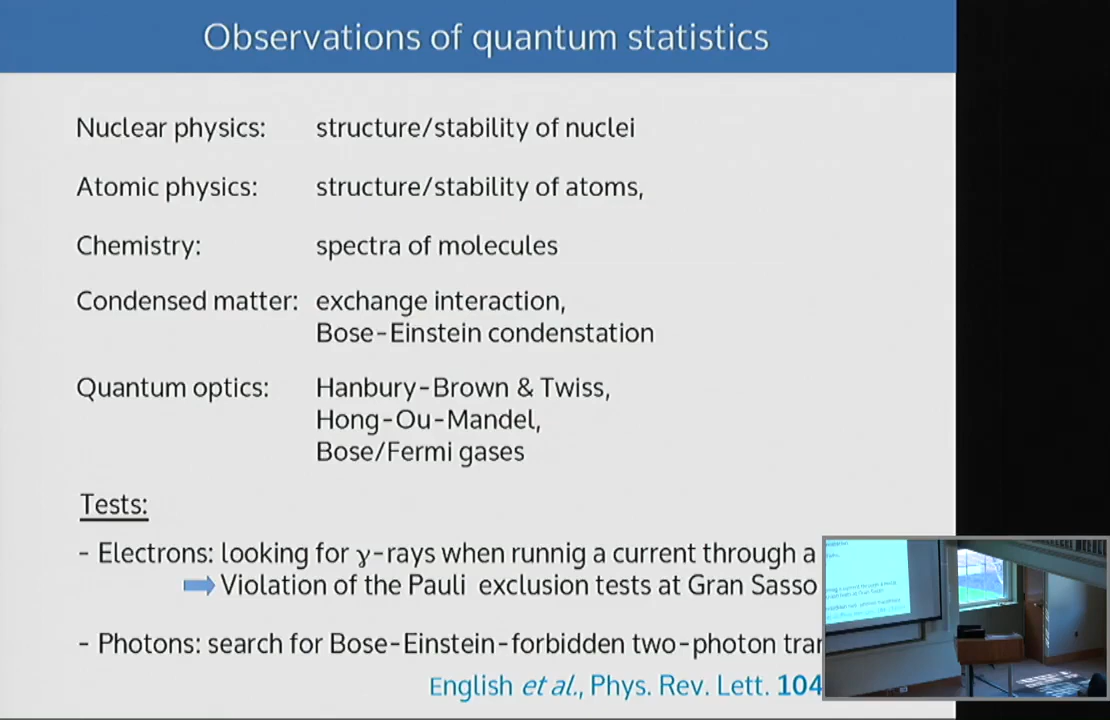 Observations of quantum statistics
Nuclear physics: structure/stability of nuclei
Atomic physics: structure/stability of atoms,
Chemistry: spectra of molecules
Condensed matter: exchange interaction,
Bose-Einstein condenstation
Quantum optics: Hanbury-Brown & Twiss,
Hong-Ou-Mandel,
Bose/Fermi gases
Tests:
- Electrons: looking for γ-rays when runnig a current through a
Violation of the Pauli exclusion tests at Gran Sasso
- Photons: search for Bose-Einstein-forbidden two-photon
English et al., Phys. Rev. Lett. 104